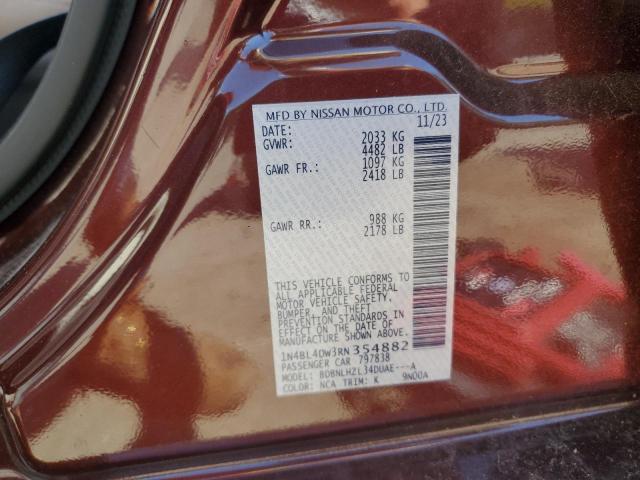 MFD BY NISSAN MOTOR CO., LTD.
DATE: 11/23
GVWR: 2033 KG
4482 LB
GAWR FR.: 1097 KG
2418 LB
GAWR RR.: 988 KG
2178 LB
THIS VEHICLE CONFORMS TO
ALL APPLICABLE FEDERAL
MOTOR VEHICLE SAFETY,
BUMPER, AND THEFT
PREVENTION STANDARDS IN
EFFECT ON THE DATE OF
MANUFACTURE SHOWN ABOVE.
1N4BL4DW3RN354882
PASSENGER CAR 797838
MODEL: BDBNLHZL34DUAE---A
COLOR: NCA TRIM: K 9N00A